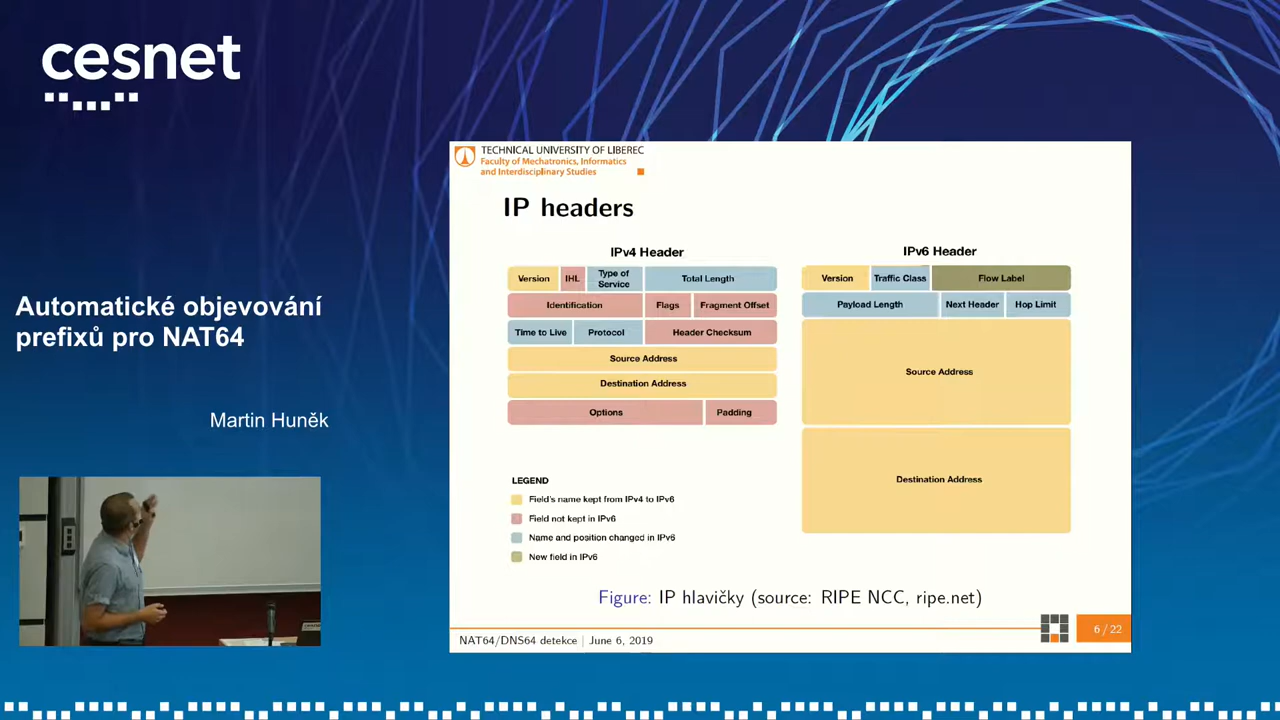 cesnet
Automatické objevování
prefixů pro NAT64
Martin Huněk
TECHNICAL UNIVERSITY OF LIBEREC
Faculty of Mechatronics, Informatics
and Interdisciplinary Studies
IP headers
IPv4 Header
Version IHL Type of Service Total Length
Identification Flags Fragment Offset
Time to Live Protocol Header Checksum
Source Address
Destination Address
Options Padding
IPv6 Header
Version Traffic Class Flow Label
Payload Length Next Header Hop Limit
Source Address
Destination Address
LEGEND
Field's name kept from IPv4 to IPv6
Field not kept in IPv6
Name and position changed in IPv6
New field in IPv6
Figure: IP hlavičky (source: RIPE NCC, ripe.net)
NAT64/DNS64 detekce | June 6, 2019
6 / 22